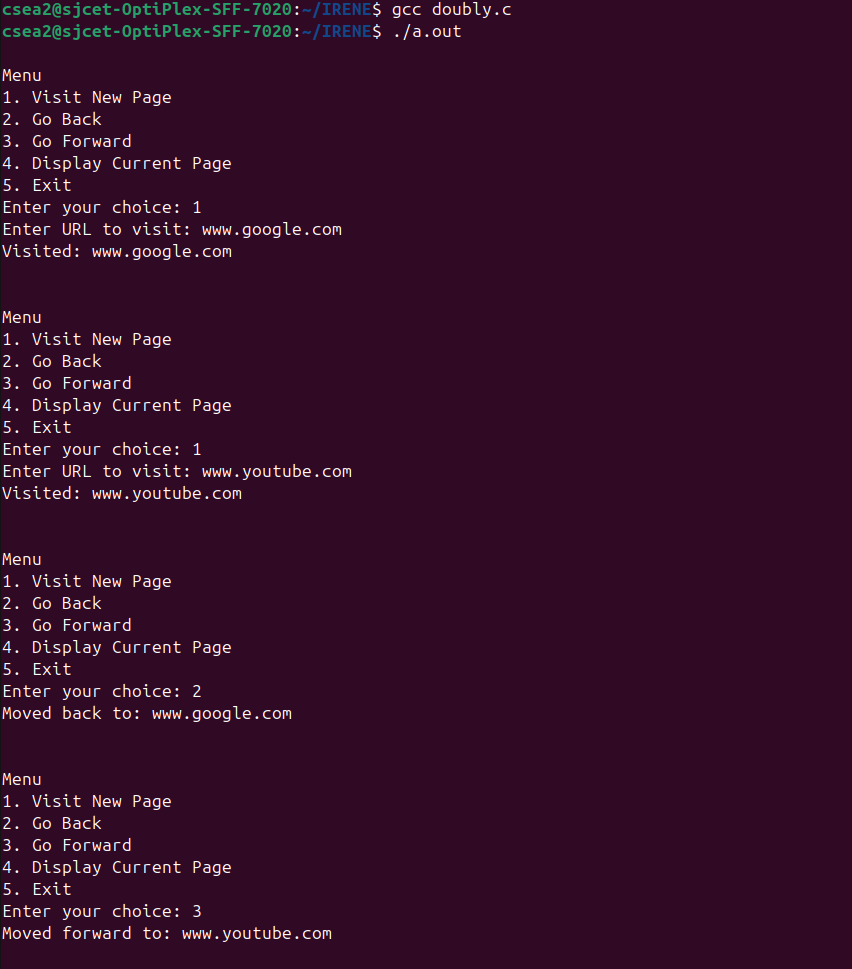 csea2@sjcet-OptiPlex-SFF-7020:~/IRENE$ gcc doubly.c
csea2@sjcet-OptiPlex-SFF-7020:~/IRENE$ ./a.out
Menu
1. Visit New Page
2. Go Back
3. Go Forward
4. Display Current Page
5. Exit
Enter your choice: 1
Enter URL to visit: www.google.com
Visited: www.google.com
Menu
1. Visit New Page
2. Go Back
3. Go Forward
4. Display Current Page
5. Exit
Enter your choice: 1
Enter URL to visit: www.youtube.com
Visited: www.youtube.com
Menu
1. Visit New Page
2. Go Back
3. Go Forward
4. Display Current Page
5. Exit
Enter your choice: 2
Moved back to: www.google.com
Menu
1. Visit New Page
2. Go Back
3. Go Forward
4. Display Current Page
5. Exit
Enter your choice: 3
Moved forward to: www.youtube.com